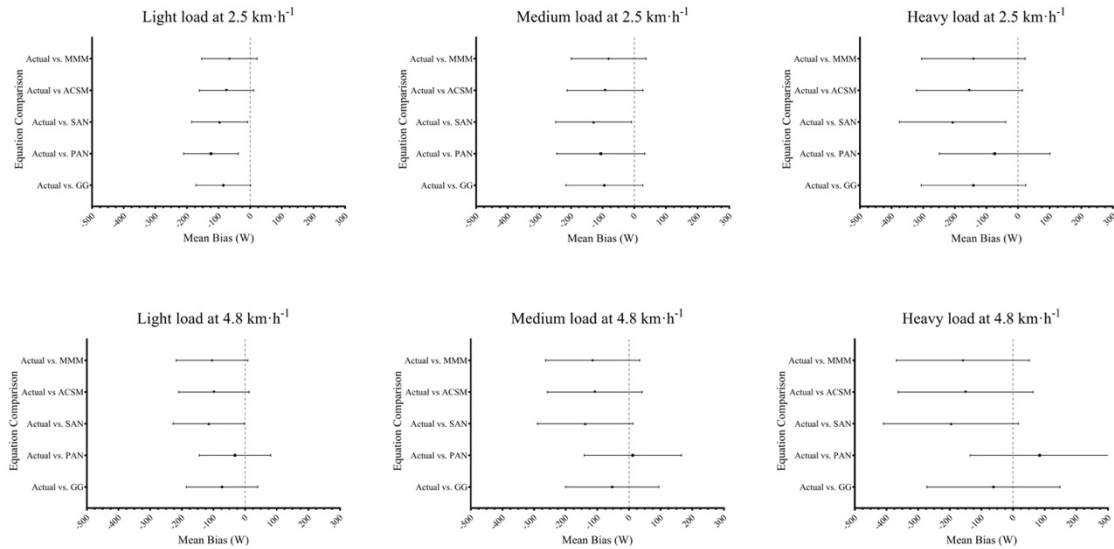 Light load at 2.5 km·h-1
Equation Comparison
Actual vs. MMM
Actual vs ACSM
Actual vs. SAN
Actual vs. PAN
Actual vs. GG
-500 -400 -300 -200 -100 0 100 200 300
Mean Bias (W)
Medium load at 2.5 km·h-1
Equation Comparison
Actual vs. MMM
Actual vs ACSM
Actual vs. SAN
Actual vs. PAN
Actual vs. GG
-500 -400 -300 -200 -100 0 100 200 300
Mean Bias (W)
Heavy load at 2.5 km·h-1
Equation Comparison
Actual vs. MMM
Actual vs ACSM
Actual vs. SAN
Actual vs. PAN
Actual vs. GG
-500 -400 -300 -200 -100 0 100 200 300
Mean Bias (W)
Light load at 4.8 km·h-1
Equation Comparison
Actual vs. MMM
Actual vs ACSM
Actual vs. SAN
Actual vs. PAN
Actual vs. GG
-500 -400 -300 -200 -100 0 100 200 300
Mean Bias (W)
Medium load at 4.8 km·h-1
Equation Comparison
Actual vs. MMM
Actual vs ACSM
Actual vs. SAN
Actual vs. PAN
Actual vs. GG
-500 -400 -300 -200 -100 0 100 200 300
Mean Bias (W)
Heavy load at 4.8 km·h-1
Equation Comparison
Actual vs. MMM
Actual vs ACSM
Actual vs. SAN
Actual vs. PAN
Actual vs. GG
-500 -400 -300 -200 -100 0 100 200 300
Mean Bias (W)